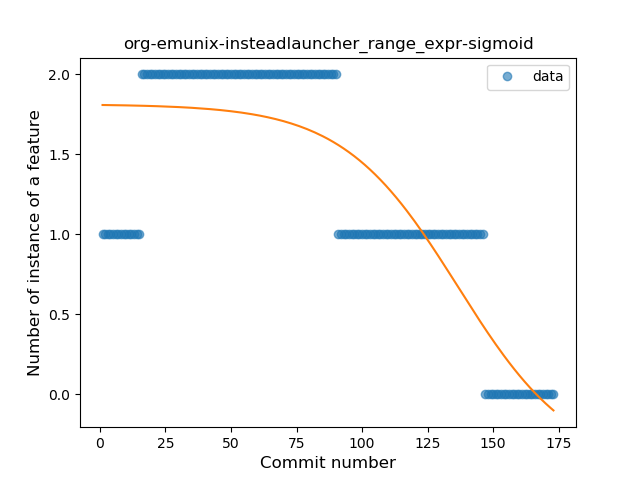 org-emunix-insteadlauncher_range_expr-sigmoid
data
Number of instance of a feature
2.0
1.5
1.0
0.5
0.0
0 25 50 75 100 125 150 175
Commit number